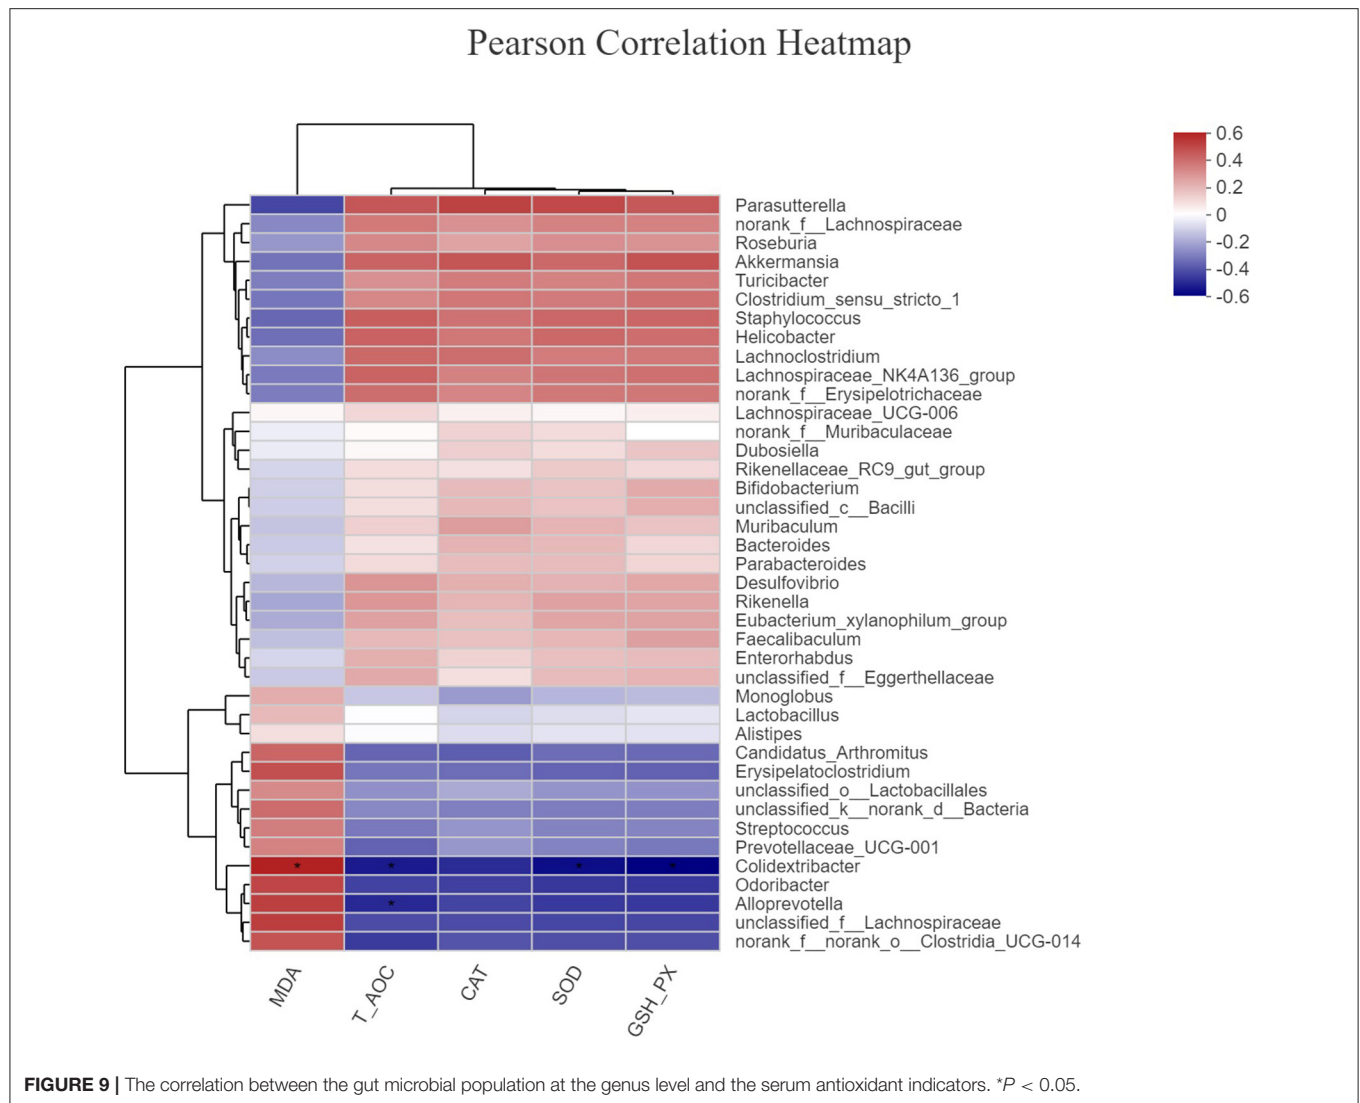 Pearson Correlation Heatmap
0.6
0.4
0.2
0
-0.2
-0.4
-0.6
Parasutterella
norank_f__Lachnospiraceae
Roseburia
Akkermansia
Turicibacter
Clostridium_sensu_stricto_1
Staphylococcus
Helicobacter
Lachnoclostridium
Lachnospiraceae_NK4A136_group
norank_f__Erysipelotrichaceae
Lachnospiraceae_UCG-006
norank_f__Muribaculaceae
Dubosiella
Rikenellaceae_RC9_gut_group
Bifidobacterium
unclassified_c__Bacilli
Muribaculum
Bacteroides
Parabacteroides
Desulfovibrio
Rikenella
Eubacterium_xylanophilum_group
Faecalibaculum
Enterorhabdus
unclassified_f__Eggerthellaceae
Monoglobus
Lactobacillus
Alistipes
Candidatus_Arthromitus
Erysipelatoclostridium
unclassified_o__Lactobacillales
unclassified_k__norank_d__Bacteria
Streptococcus
Prevotellaceae_UCG-001
* * * * Colidextribacter
Odoribacter
* Alloprevotella
unclassified_f__Lachnospiraceae
norank_f__norank_o__Clostridia_UCG-014
MDA
T_AOC
CAT
SOD
GSH_PX
FIGURE 9 | The correlation between the gut microbial population at the genus level and the serum antioxidant indicators. *P < 0.05.